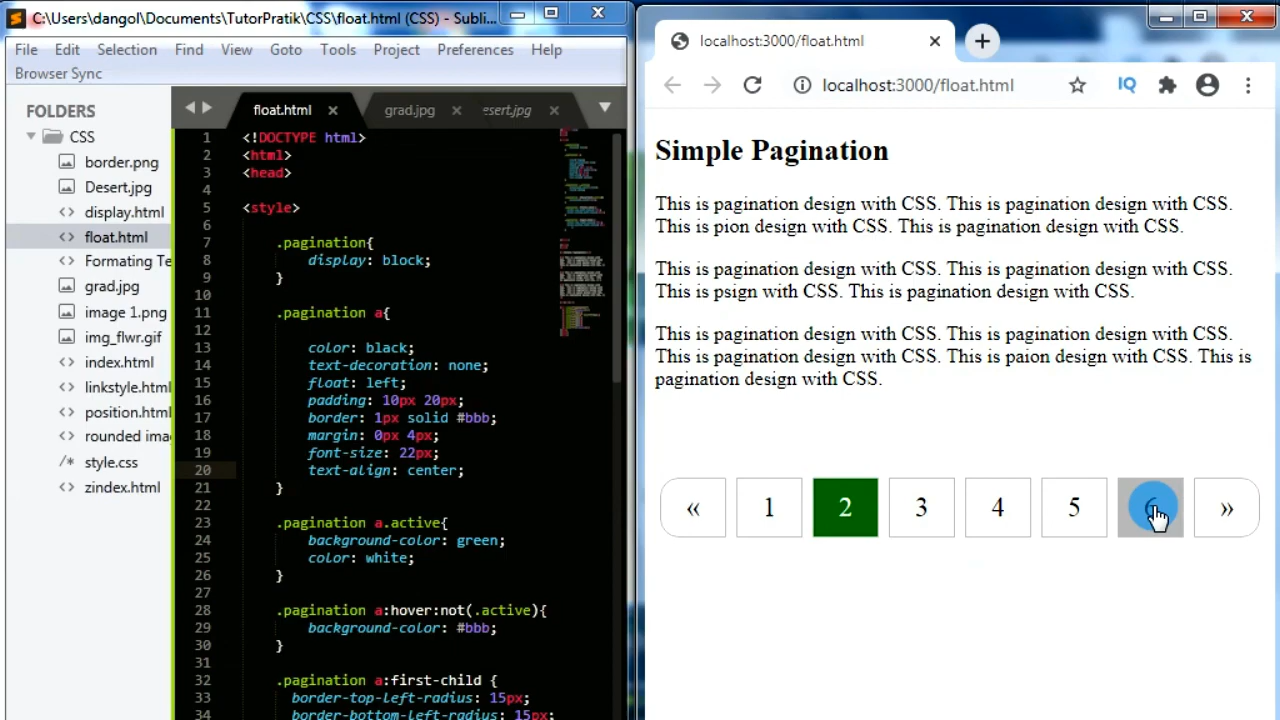 C:\Users\dangol\Documents\TutorPratik\CSS\float.html (CSS) - Subli...
File Edit Selection Find View Goto Tools Project Preferences Help
Browser Sync
FOLDERS
CSS
border.png
Desert.jpg
display.html
float.html
Formating Te
grad.jpg
image 1.png
img_flwr.gif
index.html
linkstyle.html
position.html
rounded ima
style.css
zindex.html
float.html grad.jpg esert.jpg
1 <!DOCTYPE html>
2 <html>
3 <head>
4
5 <style>
6
7 .pagination{
8 display: block;
9 }
10
11 .pagination a{
12
13 color: black;
14 text-decoration: none;
15 float: left;
16 padding: 10px 20px;
17 border: 1px solid #bbb;
18 margin: 0px 4px;
19 font-size: 22px;
20 text-align: center;
21 }
22
23 .pagination a.active{
24 background-color: green;
25 color: white;
26 }
27
28 .pagination a:hover:not(.active){
29 background-color: #bbb;
30 }
31
32 .pagination a:first-child {
33 border-top-left-radius: 15px;
34 border-bottom-left-radius: 15px;
localhost:3000/float.html
localhost:3000/float.html IQ
Simple Pagination
This is pagination design with CSS. This is pagination design with CSS.
This is pion design with CSS. This is pagination design with CSS.
This is pagination design with CSS. This is pagination design with CSS.
This is psign with CSS. This is pagination design with CSS.
This is pagination design with CSS. This is pagination design with CSS.
This is pagination design with CSS. This is paion design with CSS. This is
pagination design with CSS.
« 1 2 3 4 5 6 »